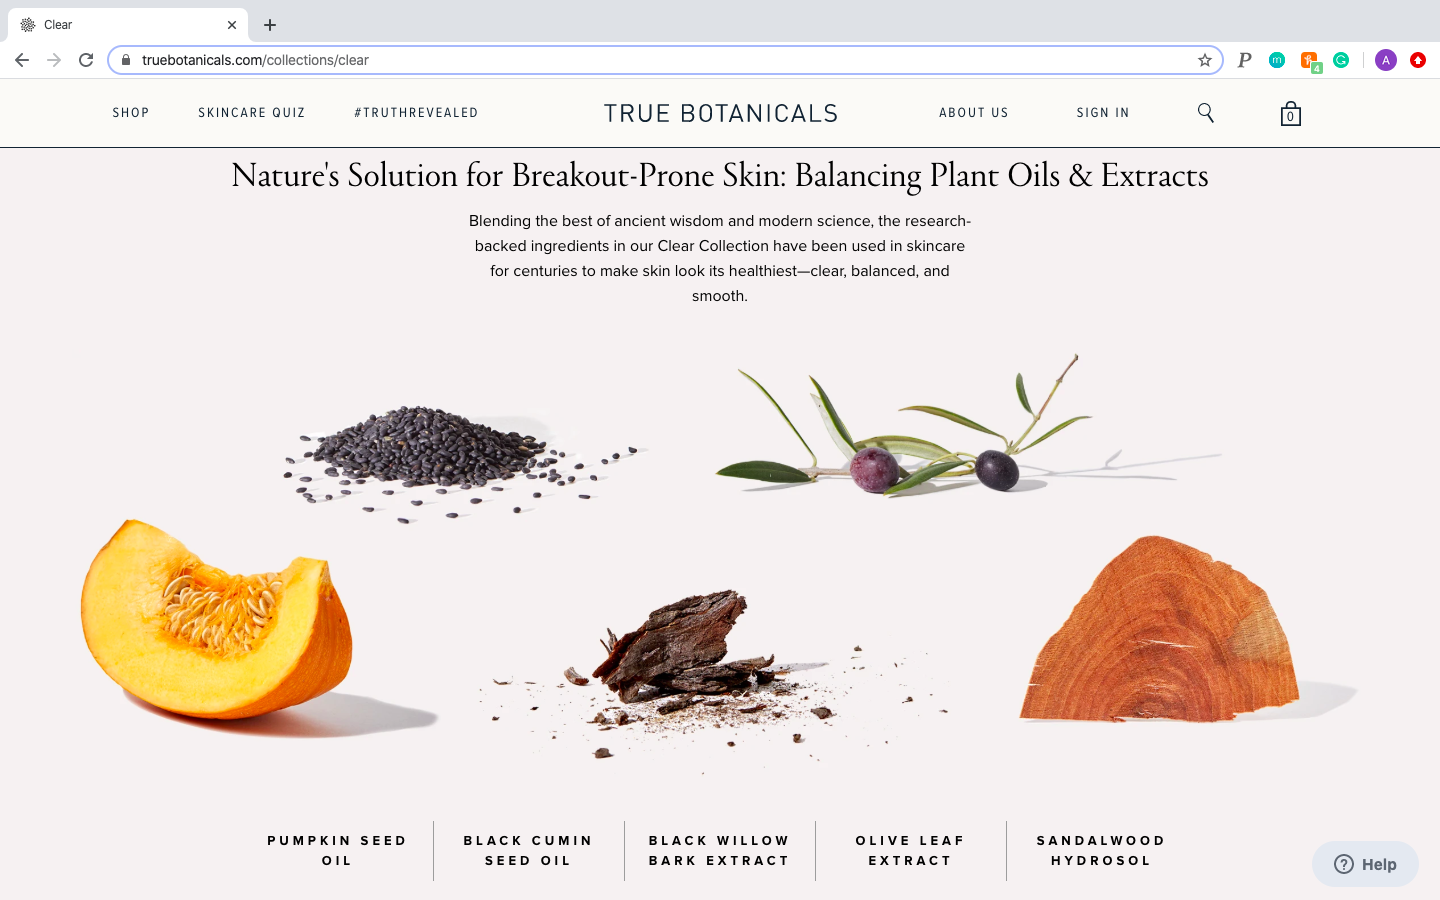 Clear
truebotanicals.com/collections/clear
4
A
SHOP
SKINCARE QUIZ
#TRUTHREVEALED
TRUE BOTANICALS
ABOUT US
SIGN IN
0
Nature's Solution for Breakout-Prone Skin: Balancing Plant Oils & Extracts
Blending the best of ancient wisdom and modern science, the research-
backed ingredients in our Clear Collection have been used in skincare
for centuries to make skin look its healthiest—clear, balanced, and
smooth.
PUMPKIN SEED
OIL
BLACK CUMIN
SEED OIL
BLACK WILLOW
BARK EXTRACT
OLIVE LEAF
EXTRACT
SANDALWOOD
HYDROSOL
? Help